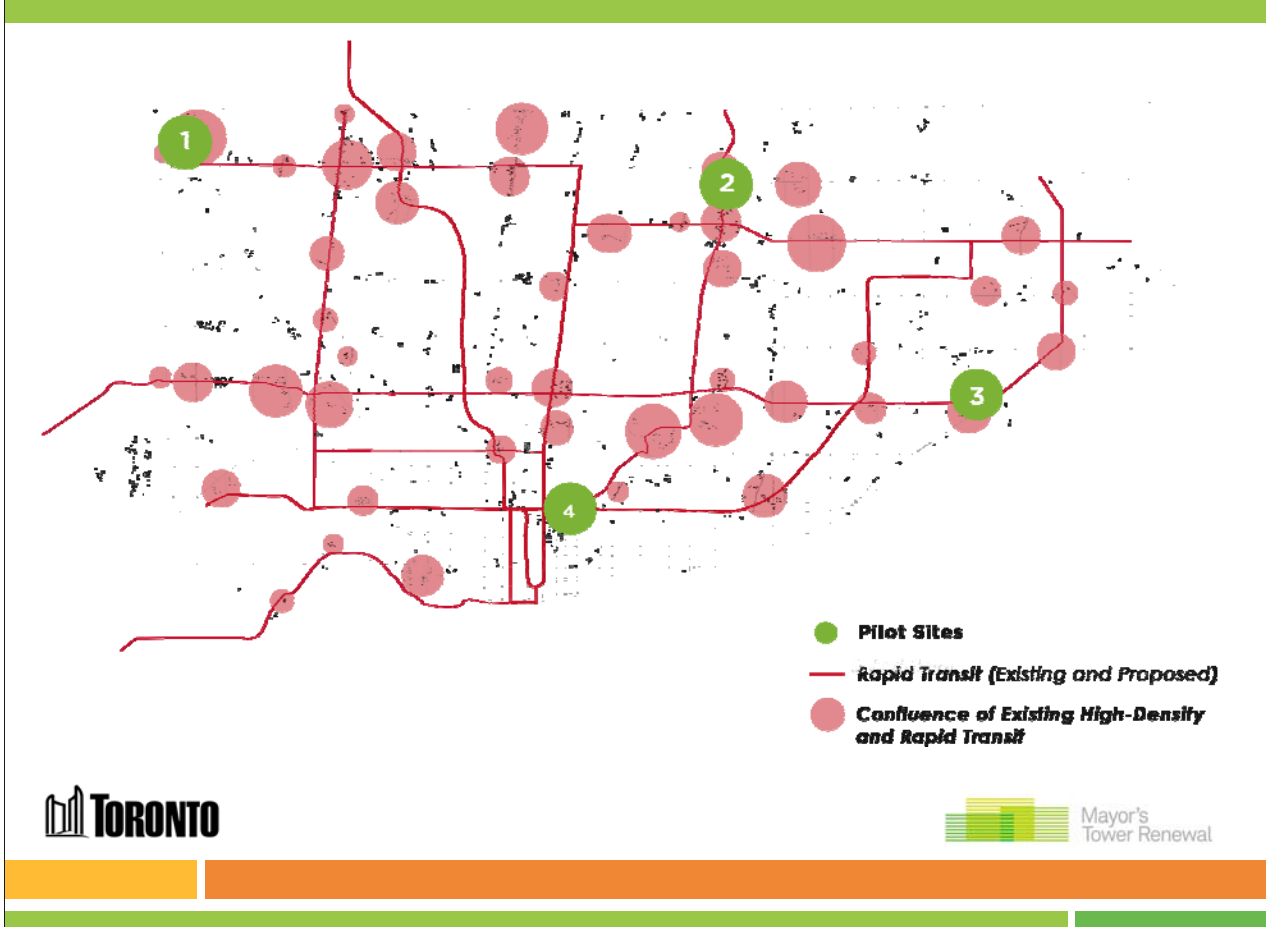 1
2
3
4
Pilot Sites
Rapid Transit (Existing and Proposed)
Confluence of Existing High-Density
and Rapid Transit
TORONTO
Mayor's
Tower Renewal